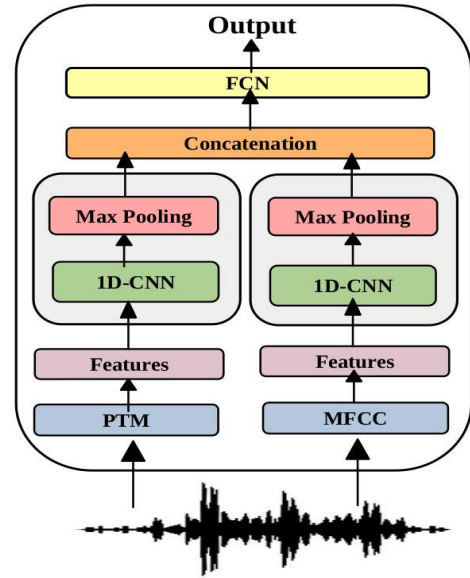 Output
FCN
Concatenation
Max Pooling
Max Pooling
1D-CNN
1D-CNN
Features
Features
PTM
MFCC